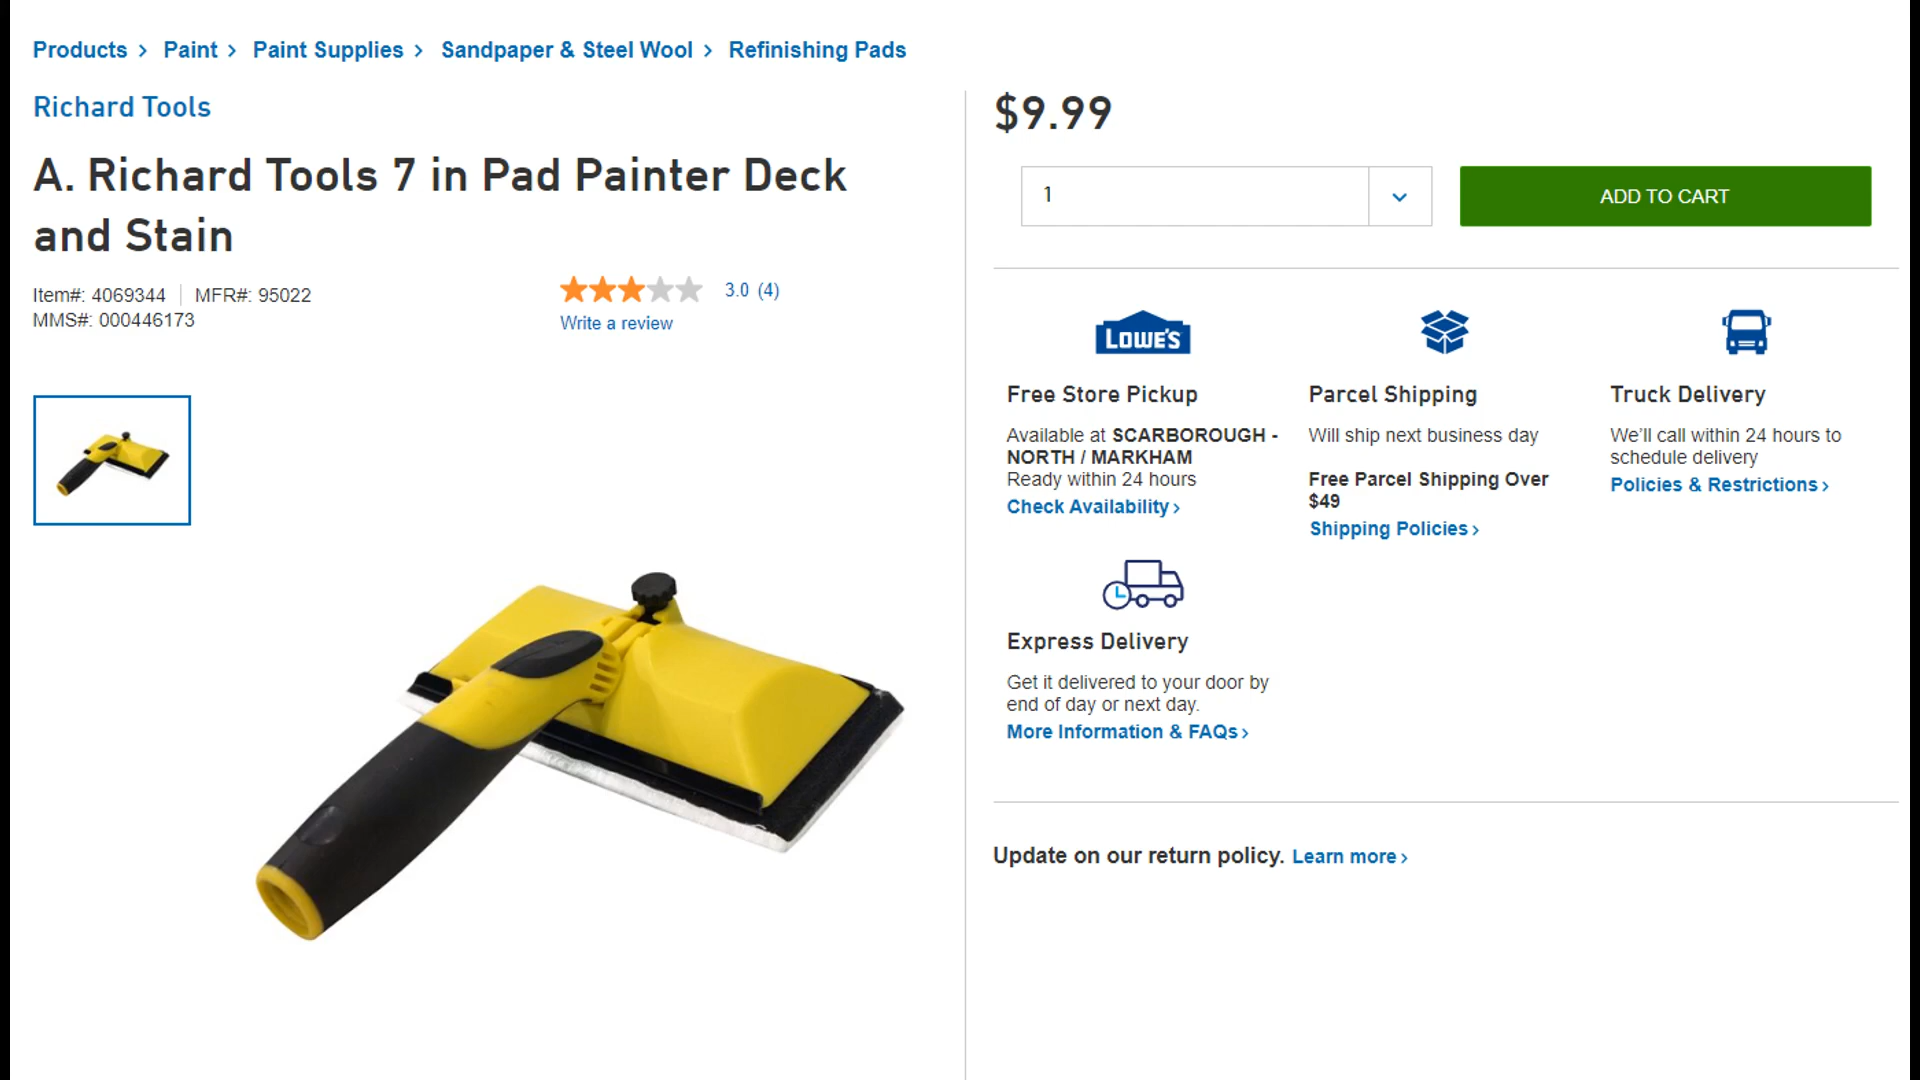 Products > Paint > Paint Supplies > Sandpaper & Steel Wool > Refinishing Pads
Richard Tools
A. Richard Tools 7 in Pad Painter Deck
and Stain
Item#: 4069344 | MFR#: 95022
MMS#: 000446173
3.0 (4)
Write a review
$9.99
1
ADD TO CART
LOWE'S
Free Store Pickup
Available at SCARBOROUGH -
NORTH / MARKHAM
Ready within 24 hours
Check Availability >
Parcel Shipping
Will ship next business day
Free Parcel Shipping Over
$49
Shipping Policies >
Truck Delivery
We'll call within 24 hours to
schedule delivery
Policies & Restrictions >
Express Delivery
Get it delivered to your door by
end of day or next day.
More Information & FAQs >
Update on our return policy. Learn more >